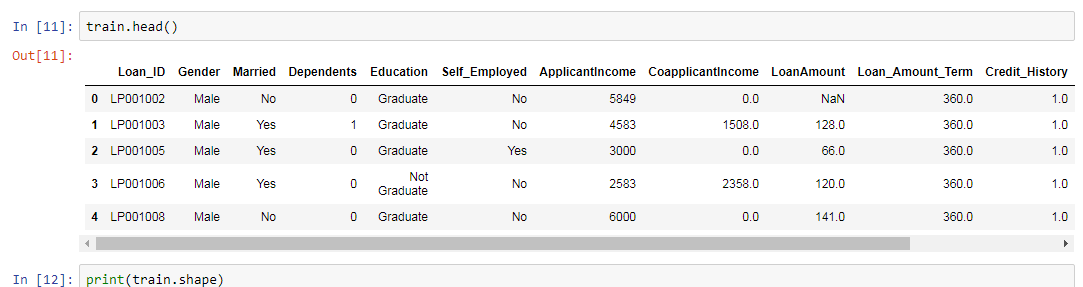 In [11]: train.head()
Out[11]:
Loan_ID Gender Married Dependents Education Self_Employed ApplicantIncome CoapplicantIncome LoanAmount Loan_Amount_Term Credit_History
0 LP001002 Male No 0 Graduate No 5849 0.0 NaN 360.0 1.0
1 LP001003 Male Yes 1 Graduate No 4583 1508.0 128.0 360.0 1.0
2 LP001005 Male Yes 0 Graduate Yes 3000 0.0 66.0 360.0 1.0
3 LP001006 Male Yes 0 Not Graduate No 2583 2358.0 120.0 360.0 1.0
4 LP001008 Male No 0 Graduate No 6000 0.0 141.0 360.0 1.0
In [12]: print(train.shape)